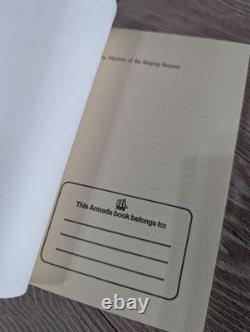 Mystery of the Singing Serpent
This Armada book belongs to: